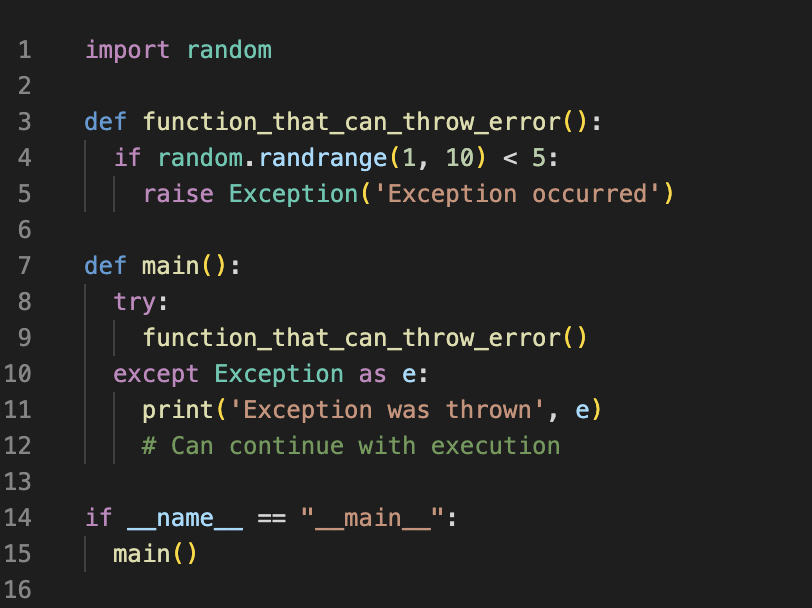 1 import random
2
3 def function_that_can_throw_error():
4   if random.randrange(1, 10) < 5:
5     raise Exception('Exception occurred')
6
7 def main():
8   try:
9     function_that_can_throw_error()
10   except Exception as e:
11     print('Exception was thrown', e)
12     # Can continue with execution
13
14 if __name__ == "__main__":
15   main()
16